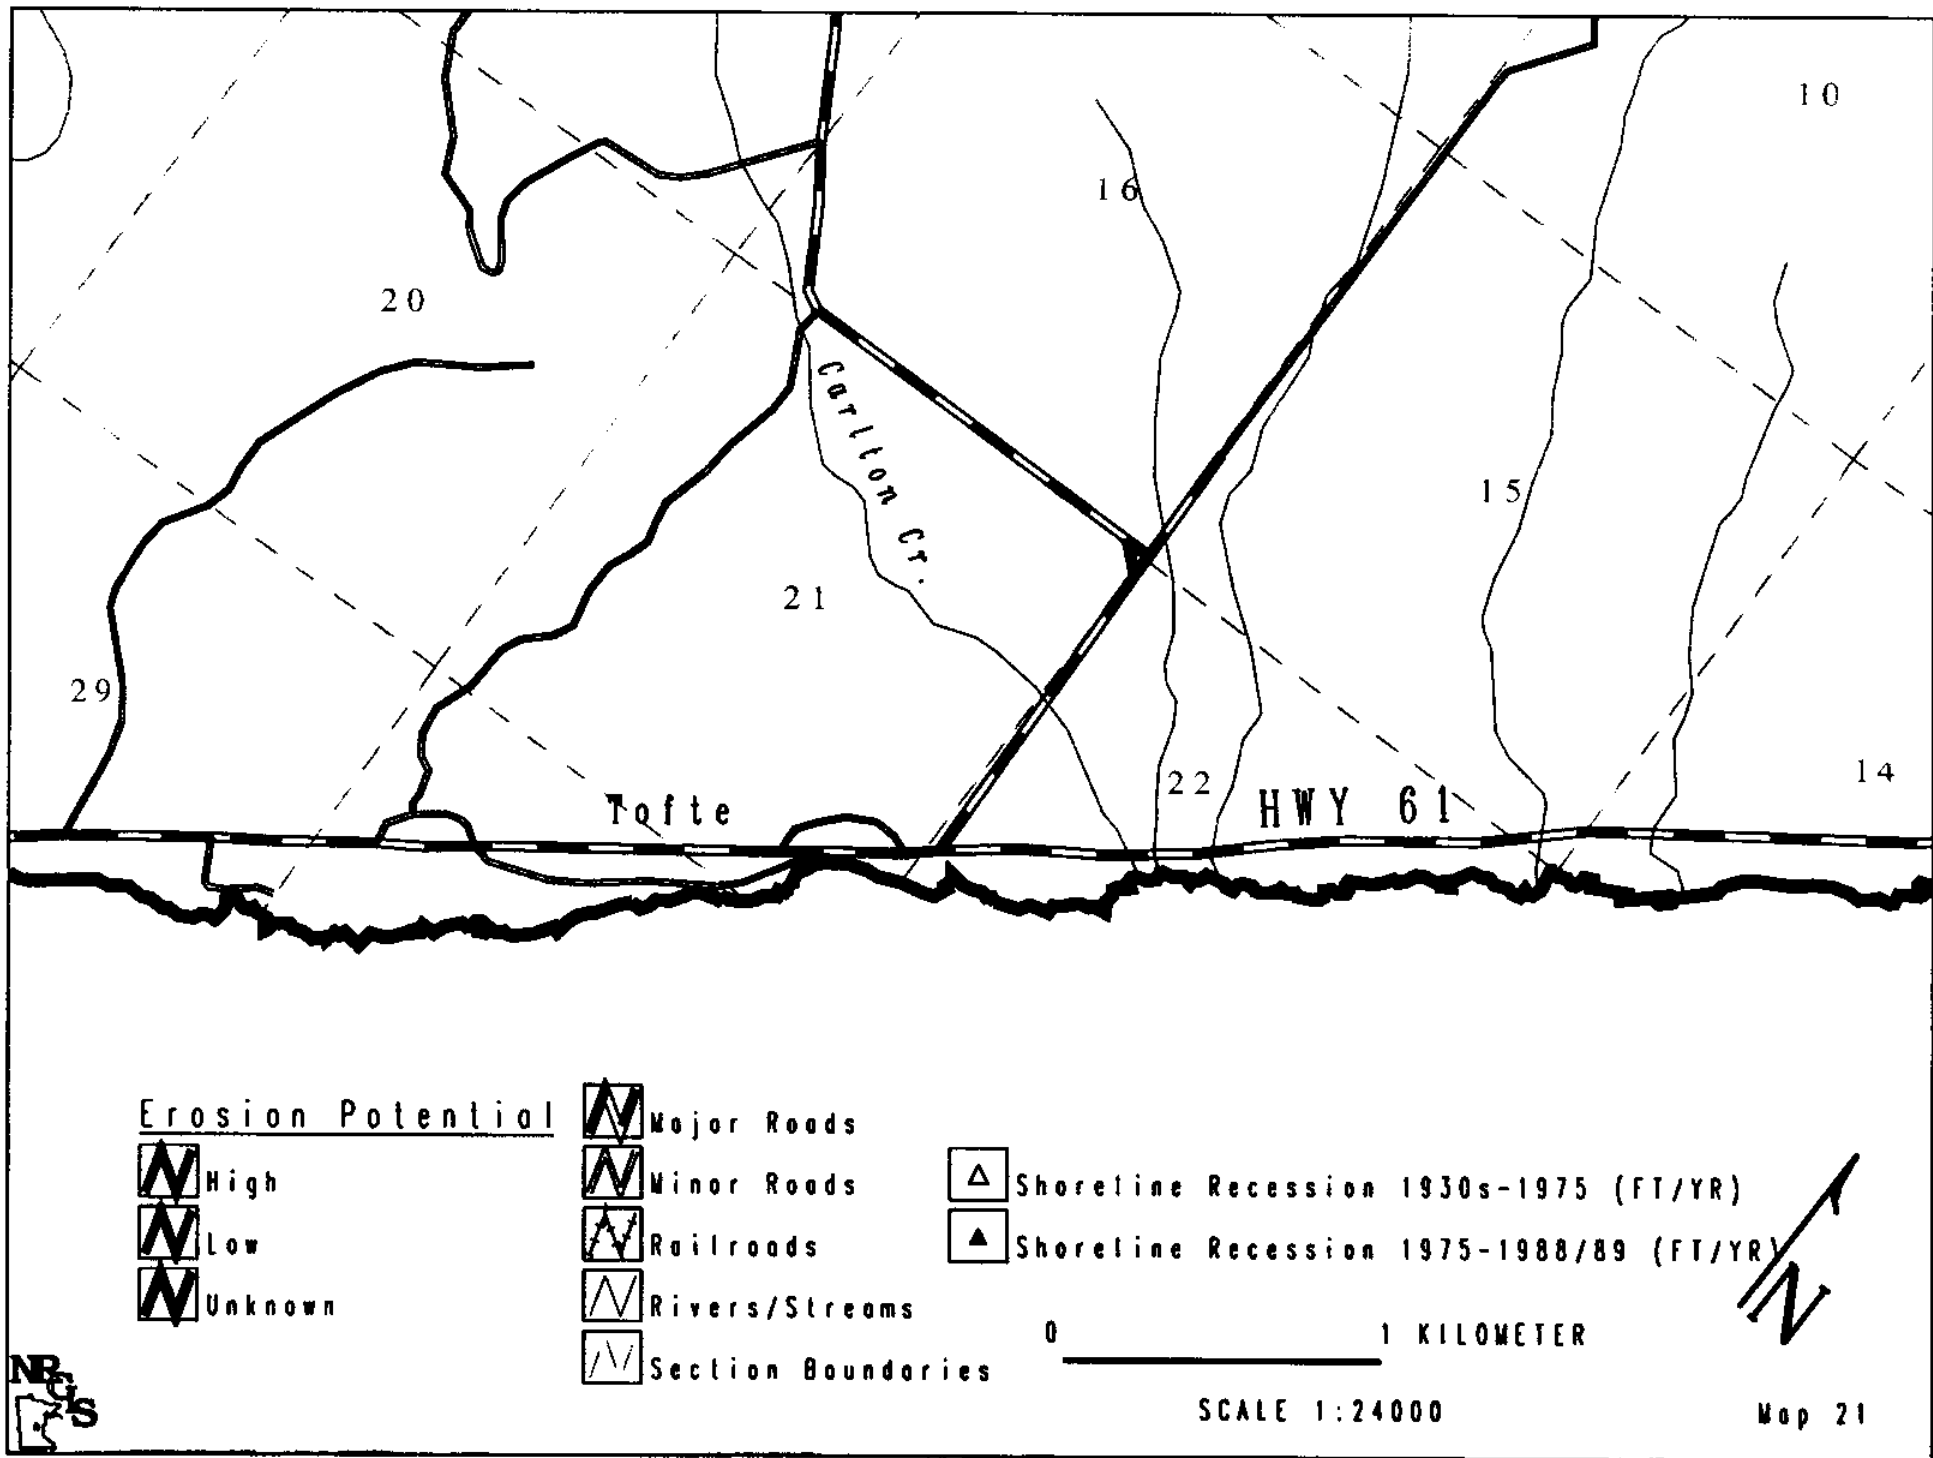 10
16
20
Carlton Cr.
15
21
29
22
14
Tofte
HWY 61
Erosion Potential
High
Low
Unknown
Major Roads
Minor Roads
Railroads
Rivers/Streams
Section Boundaries
Shoreline Recession 1930s-1975 (FT/YR)
Shoreline Recession 1975-1988/89 (FT/YR)
N
0 1 KILOMETER
SCALE 1:24000
Map 21
NRGIS